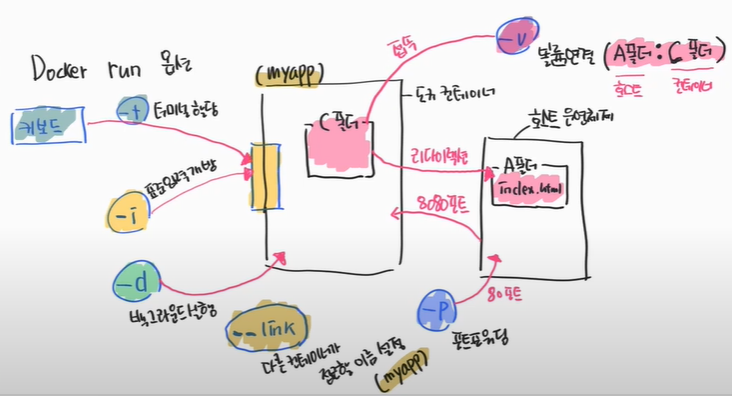 Docker run 옵션
(myapp)
접속
-v
볼륨연결 (A폴더 : C 폴더)
호스트
컨테이너
키보드
-t
터미널 할당
C 폴더
도커 컨테이너
호스트 운영체제
리다이렉션
A폴더
index.html
-i
표준입력개방
8080포트
-d
백그라운드실행
-p
80포트
포트포워딩
--link
다른 컨테이너가
접근할 이름 설정
(myapp)